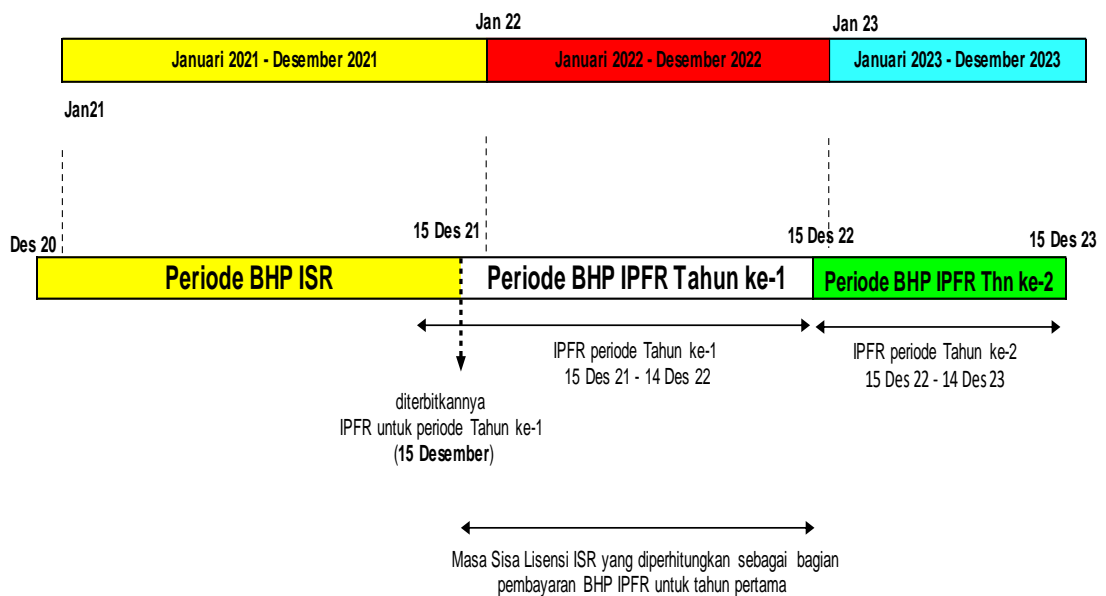 Jan 22
Jan 23
Januari 2021 - Desember 2021
Januari 2022 - Desember 2022
Januari 2023 - Desember 2023
Jan21
Des 20
15 Des 21
15 Des 22
15 Des 23
Periode BHP ISR
Periode BHP IPFR Tahun ke-1
Periode BHP IPFR Thn ke-2
IPFR periode Tahun ke-1
15 Des 21 - 14 Des 22
IPFR periode Tahun ke-2
15 Des 22 - 14 Des 23
diterbitkannya
IPFR untuk periode Tahun ke-1
(15 Desember)
Masa Sisa Lisensi ISR yang diperhitungkan sebagai bagian
pembayaran BHP IPFR untuk tahun pertama